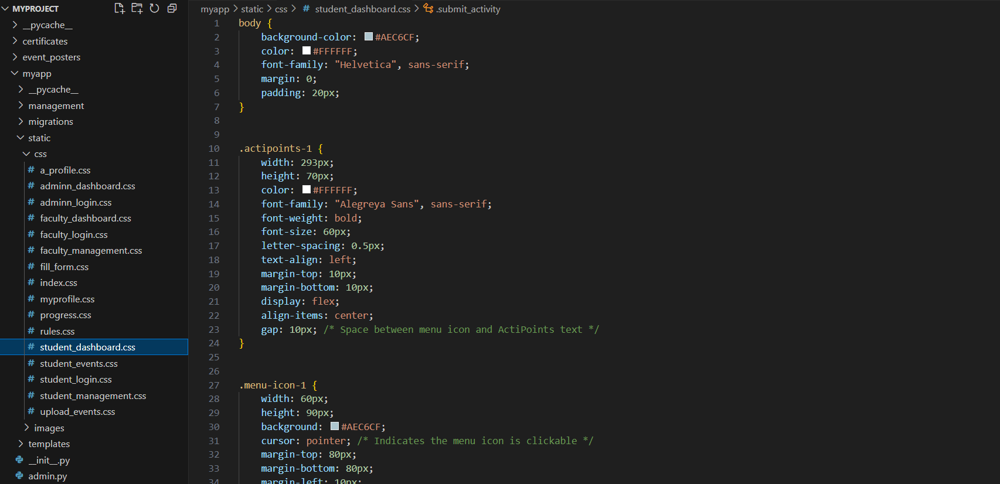 MYPROJECT
__pycache__
certificates
event_posters
myapp
__pycache__
management
migrations
static
css
# a_profile.css
# adminn_dashboard.css
# adminn_login.css
# faculty_dashboard.css
# faculty_login.css
# faculty_management.css
# fill_form.css
# index.css
# myprofile.css
# progress.css
# rules.css
# student_dashboard.css
# student_events.css
# student_login.css
# student_management.css
# upload_events.css
images
templates
__init__.py
admin.py
myapp > static > css > # student_dashboard.css > .submit_activity
1 body {
2 background-color: #AEC6CF;
3 color: #FFFFFF;
4 font-family: "Helvetica", sans-serif;
5 margin: 0;
6 padding: 20px;
7 }
8
9
10 .actipoints-1 {
11 width: 293px;
12 height: 70px;
13 color: #FFFFFF;
14 font-family: "Alegreya Sans", sans-serif;
15 font-weight: bold;
16 font-size: 60px;
17 letter-spacing: 0.5px;
18 text-align: left;
19 margin-top: 10px;
20 margin-bottom: 10px;
21 display: flex;
22 align-items: center;
23 gap: 10px; /* Space between menu icon and ActiPoints text */
24 }
25
26
27 .menu-icon-1 {
28 width: 60px;
29 height: 90px;
30 background: #AEC6CF;
31 cursor: pointer; /* Indicates the menu icon is clickable */
32 margin-top: 80px;
33 margin-bottom: 80px;
34 margin-left: 10px;